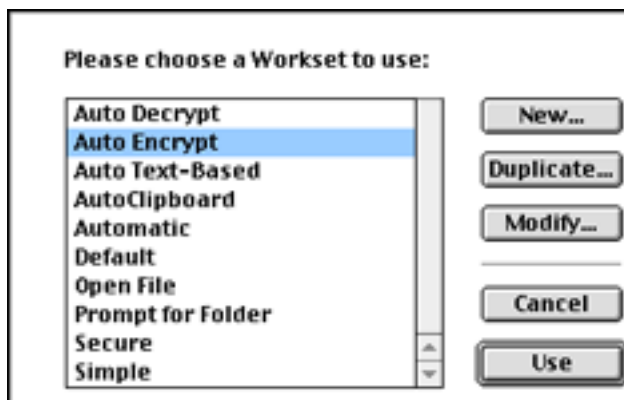 Please choose a Workset to use:
Auto Decrypt
Auto Encrypt
Auto Text-Based
AutoClipboard
Automatic
Default
Open File
Prompt for Folder
Secure
Simple
New...
Duplicate...
Modify...
Cancel
Use